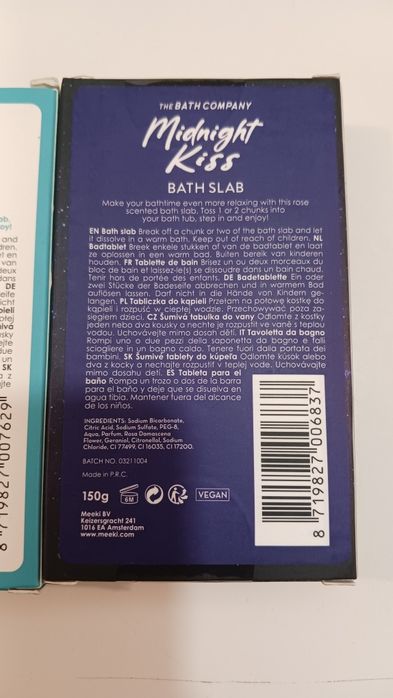 THE BATH COMPANY
Midnight
Kiss
BATH SLAB
Make your bathtime even more relaxing with this rose
scented bath slab, Toss 1 or 2 chunks into
your bath tub, step in and enjoy!
EN Bath slab Break off a chunk or two of the bath slab and let
it dissolve in a warm bath. Keep out of reach of children. NL
Badtablet Breek enkele stukken af van de badtablet en laat
ze oplossen in een warm bad. Buiten bereik van kinderen
houden. FR Tablette de bain Brisez un ou deux morceaux du
bloc de bain et laissez-le(s) se dissoudre dans un bain chaud.
Tenir hors de portée des enfants. DE Badetablette Ein oder
zwei Stücke der Badeseife abbrechen und in warmem Bad
auflösen lassen. Darf nicht in die Hände von Kindern ge-
langen. PL Tabliczka do kąpieli Przełam na połowę kostkę do
kąpieli i rozpuść w ciepłej wodzie. Przechowywać poza za-
sięgiem dzieci. CZ Šumivá tabulka do vany Odlomte z kostky
jeden nebo dva kousky a nechte je rozpustit ve vaně s teplou
vodou. Uchovávejte mimo dosah dětí. IT Tavoletta da bagno
Rompi uno o due pezzi della saponetta da bagno e falli
sciogliere in un bagno caldo. Tenere fuori dalla portata dei
bambini. SK Šumivé tablety do kúpeľa Odlomte kúsok alebo
dva z kocky a nechajte rozpustiť v teplej vode. Uchovávajte
mimo dosahu detí. ES Tableta para el
baño Rompa un trozo o dos de la barra
para el baño y deje que se disuelva en
agua tibia. Mantener fuera del alcance
de los niños.
INGREDIENTS: Sodium Bicarbonate,
Citric Acid, Sodium Sulfate, PEG-8,
Aqua, Parfum, Rosa Damascena
Flower, Geraniol, Citronellol, Sodium
Chloride, CI 77499, CI 16035, CI 17200.
BATCH NO. 03211004
Made in P.R.C.
150g
6M
VEGAN
Meeki BV
Keizersgracht 241
1016 EA Amsterdam
www.meeki.com
8 719827 006837
8 719827 007629